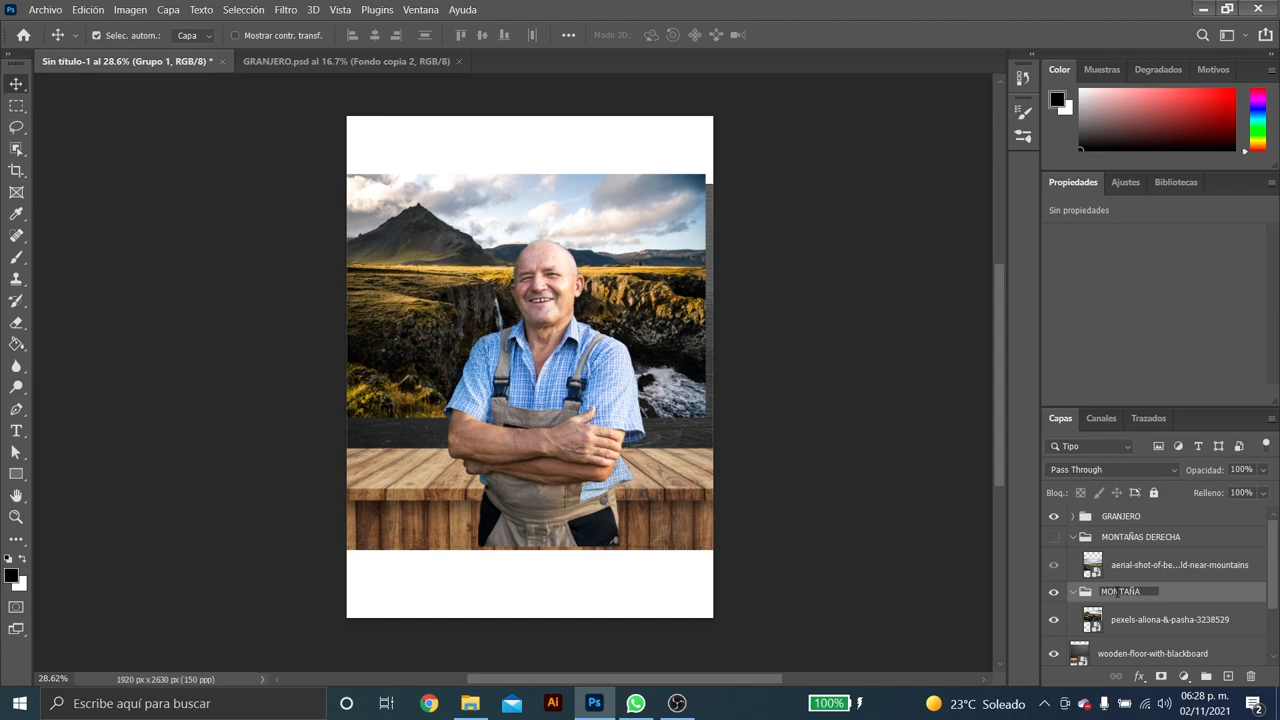 Ps Archivo Edición Imagen Capa Texto Selección Filtro 3D Vista Plugins Ventana Ayuda
Selec. autom.: Capa Mostrar contr. transf. Modo 3D:
Sin título-1 al 28.6% (Grupo 1, RGB/8) * GRANJERO.psd al 16.7% (Fondo copia 2, RGB/8)
Color Muestras Degradados Motivos
Propiedades Ajustes Bibliotecas
Sin propiedades
Capas Canales Trazados
Tipo
Pass Through Opacidad: 100%
Bloq.: Relleno: 100%
GRANJERO
MONTAÑAS DERECHA
aerial-shot-of-be...ld-near-mountains
MONTAÑA
pexels-aliona-&-pasha-3238529
wooden-floor-with-blackboard
28.62% 1920 px x 2630 px (150 ppp)
Escribe aquí para buscar
Ai Ps
100%
23°C Soleado
06:28 p. m.
02/11/2021
2